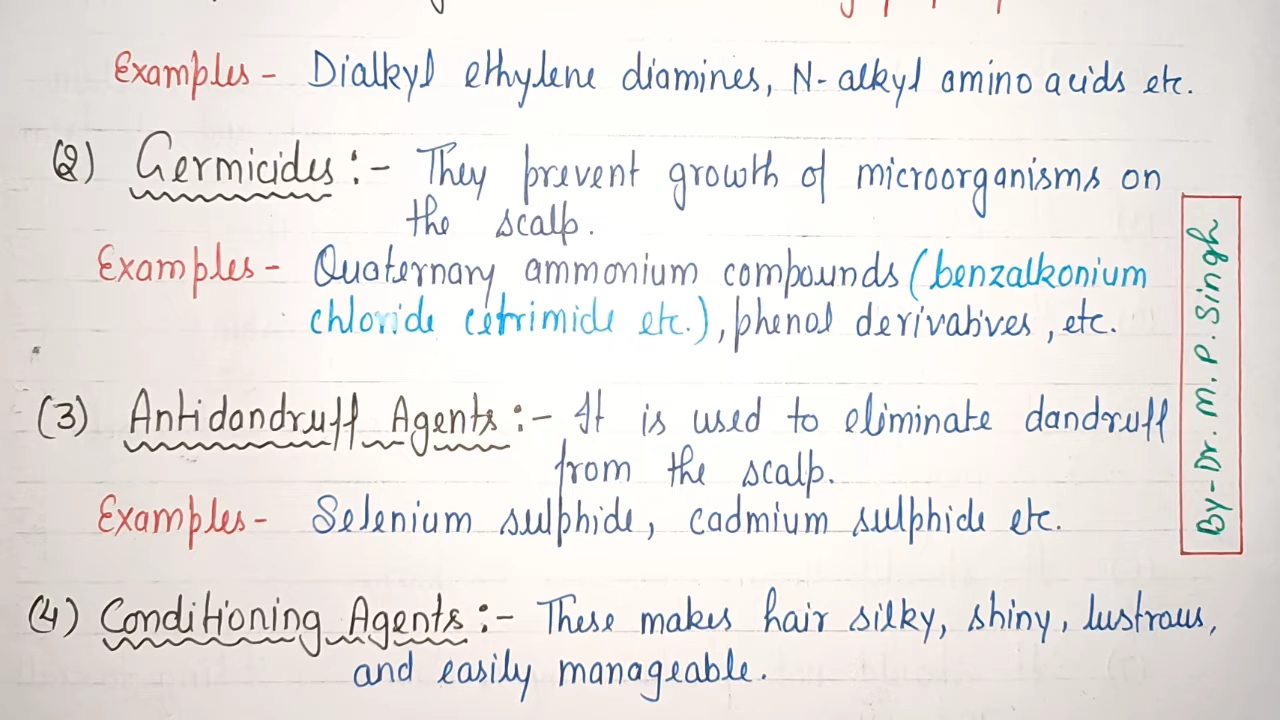 Examples - Dialkyl ethylene diamines, N-alkyl amino acids etc.
(2) Germicides :- They prevent growth of microorganisms on
the scalp.
Examples - Quaternary ammonium compounds (benzalkonium
chloride cetrimide etc.), phenol derivatives, etc.
(3) Antidandruff Agents :- It is used to eliminate dandruff
from the scalp.
Examples - Selenium sulphide, cadmium sulphide etc.
(4) Conditioning Agents :- These makes hair silky, shiny, lustrous,
and easily manageable.
By - Dr. M. P. Singh